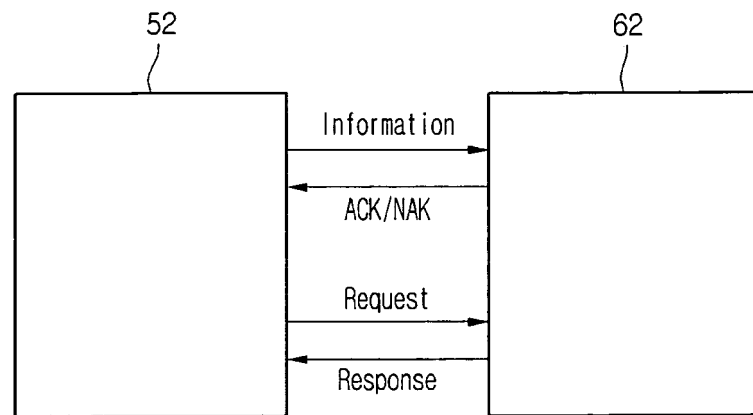 52
62
Information
ACK/NAK
Request
Response